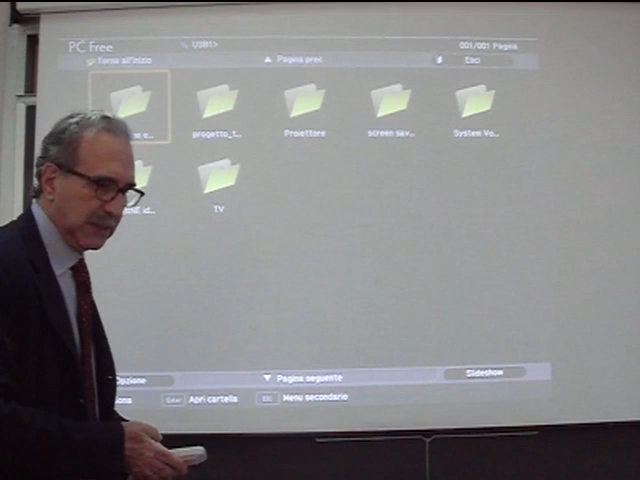 PC Free USB1> 001/001 Pagina
Torna all'inizio Pagina prec Esci
progetto_t... Proiettore screen sav... System Vo...
TV
Opzione Pagina seguente Slideshow
Enter Apri cartella ESC Menu secondario